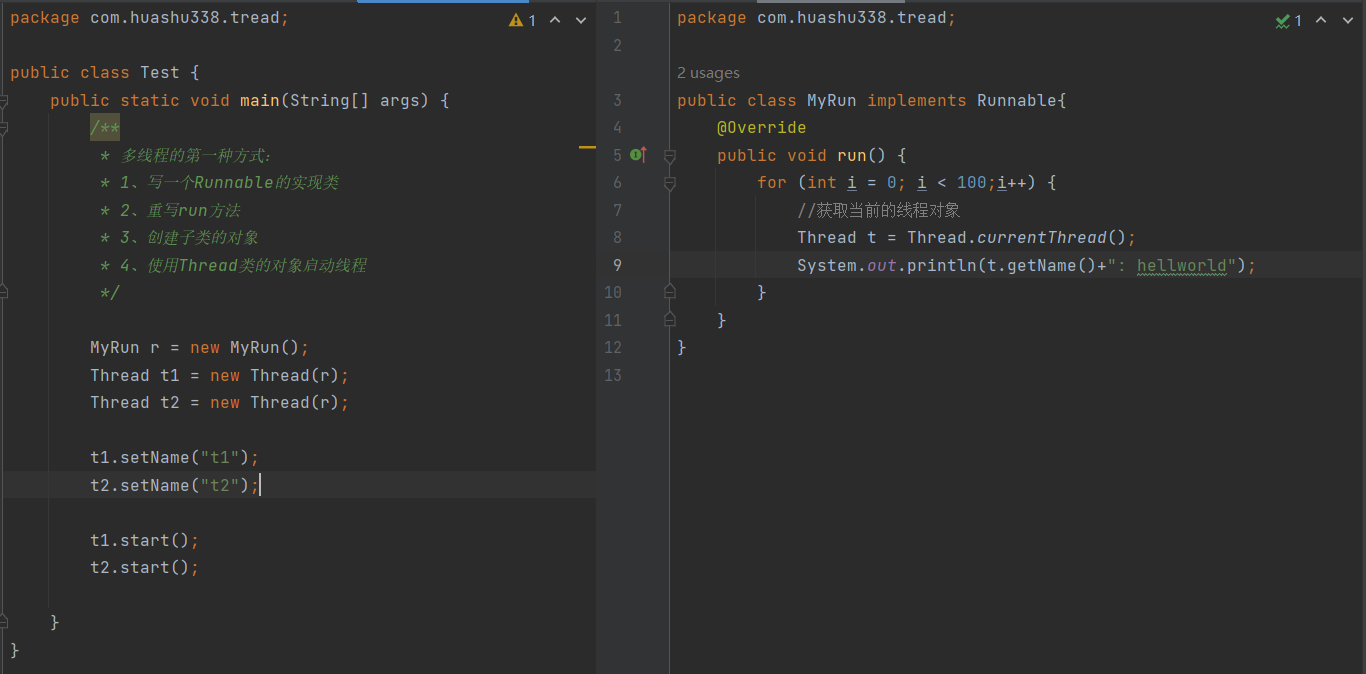 package com.huashu338.tread;
1
public class Test {
public static void main(String[] args) {
/**
* 多线程的第一种方式：
* 1、写一个Runnable的实现类
* 2、重写run方法
* 3、创建子类的对象
* 4、使用Thread类的对象启动线程
*/
MyRun r = new MyRun();
Thread t1 = new Thread(r);
Thread t2 = new Thread(r);
t1.setName("t1");
t2.setName("t2");
t1.start();
t2.start();
}
}
1 package com.huashu338.tread;
1
2
2 usages
3 public class MyRun implements Runnable{
4 @Override
5 public void run() {
6 for (int i = 0; i < 100;i++) {
7 //获取当前的线程对象
8 Thread t = Thread.currentThread();
9 System.out.println(t.getName()+": hellworld");
10 }
11 }
12 }
13